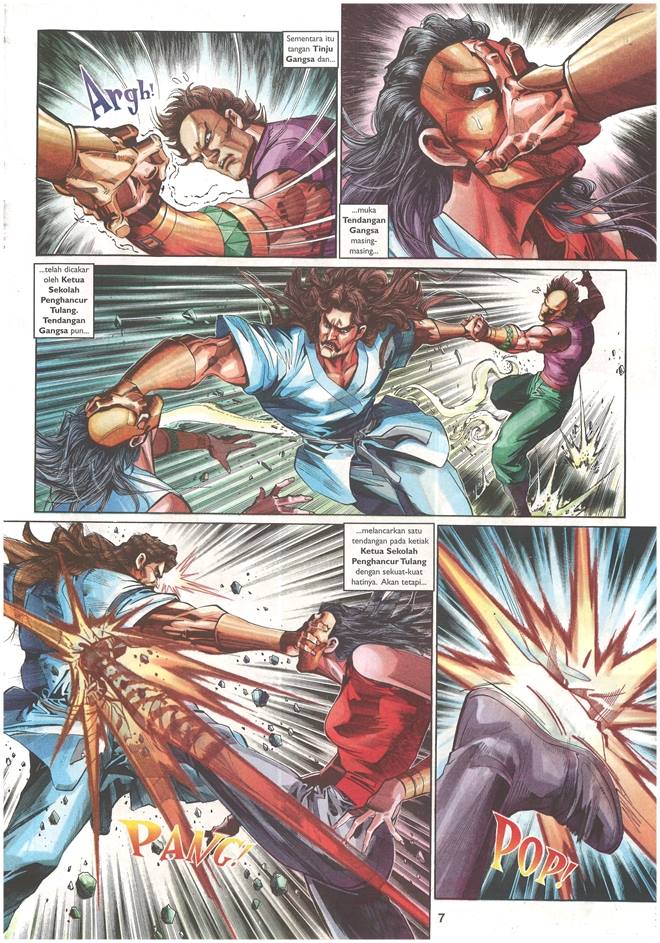 Sementara itu
tangan Tinju
Gangsa dan...
Argh!
...muka
Tendangan
Gangsa
masing-
masing...
...telah dicakar
oleh Ketua
Sekolah
Penghancur
Tulang.
Tendangan
Gangsa pun...
...melancarkan satu
tendangan pada ketiak
Ketua Sekolah
Penghancur Tulang
dengan sekuat-kuat
hatinya. Akan tetapi...
PANG!
POP!
7